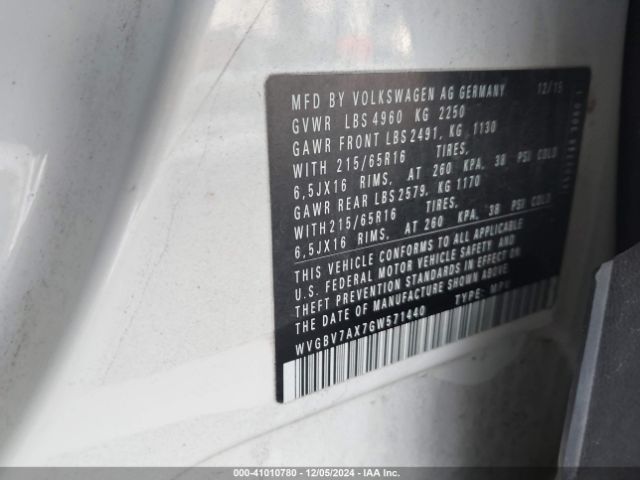 MFD BY VOLKSWAGEN AG GERMANY 12/15
GVWR LBS 4960 KG 2250
GAWR FRONT LBS 2491, KG 1130
WITH 215/65R16 TIRES,
6,5JX16 RIMS, AT 260 KPA, 38 PSI COLD
GAWR REAR LBS 2579, KG 1170
WITH 215/65R16 TIRES,
6,5JX16 RIMS, AT 260 KPA, 38 PSI COLD
THIS VEHICLE CONFORMS TO ALL APPLICABLE
U.S. FEDERAL MOTOR VEHICLE SAFETY AND
THEFT PREVENTION STANDARDS IN EFFECT ON
THE DATE OF MANUFACTURE SHOWN ABOVE
WVGBV7AX7GW571440 TYPE: MPV
000-41010780 - 12/05/2024 - IAA Inc.